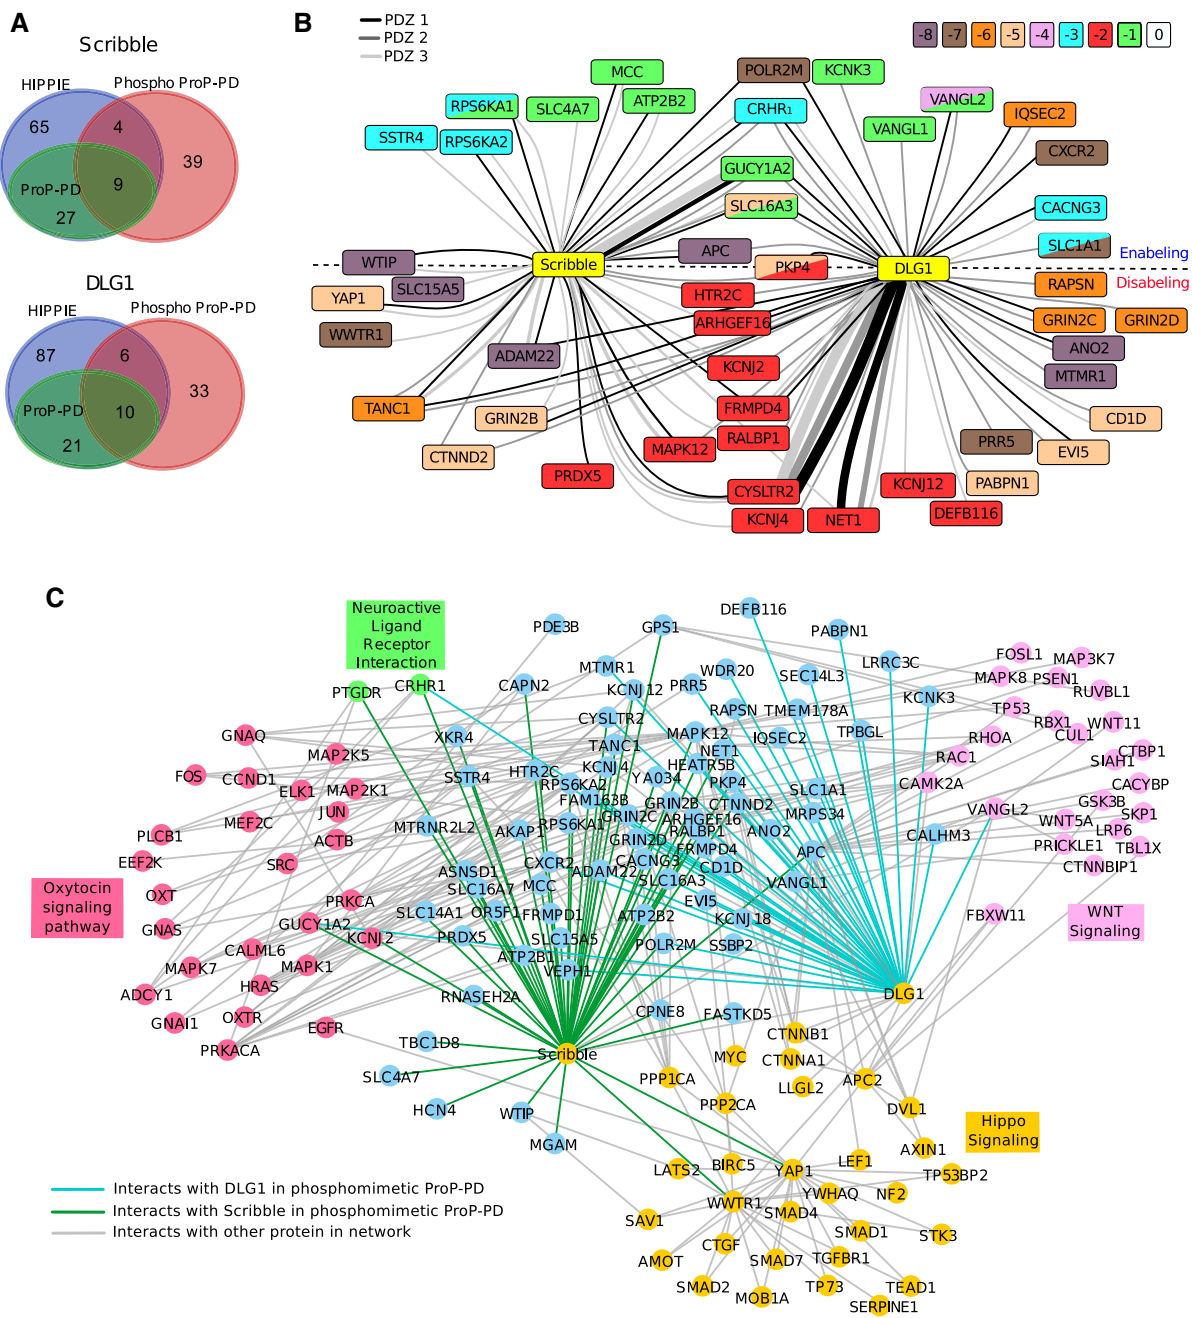 A
Scribble
HIPPIE
Phospho ProP-PD
65
4
39
ProP-PD
9
27
DLG1
HIPPIE
Phospho ProP-PD
87
6
33
ProP-PD
10
21
B
PDZ 1
PDZ 2
PDZ 3
-8
-7
-6
-5
-4
-3
-2
-1
0
MCC
POLR2M
KCNK3
RPS6KA1
SLC4A7
ATP2B2
CRHR1
VANGL2
IQSEC2
SSTR4
RPS6KA2
VANGL1
CXCR2
GUCY1A2
SLC16A3
CACNG3
SLC1A1
WTIP
Scribble
APC
PKP4
DLG1
Enabeling
Disabeling
SLC15A5
YAP1
HTR2C
RAPSN
WWTR1
ARHGEF16
GRIN2C
GRIN2D
ADAM22
KCNJ2
ANO2
MTMR1
TANC1
GRIN2B
FRMPD4
CD1D
RALBP1
PRR5
CTNND2
MAPK12
EVI5
PRDX5
CYSLTR2
KCNJ12
PABPN1
KCNJ4
NET1
DEFB116
C
Neuroactive
Ligand
Receptor
Interaction
PDE3B
GPS1
DEFB116
PABPN1
PTGDR
CRHR1
CAPN2
MTMR1
KCNJ12
PRR5
WDR20
SEC14L3
LRRC3C
KCNK3
FOSL1
MAP3K7
MAPK8
PSEN1
RUVBL1
GNAQ
XKR4
CYSLTR2
RAPSN
TMEM178A
TP53
RBX1
WNT11
CUL1
MAP2K5
TANC1
MAPK12
NET1
IQSEC2
TPBGL
RHOA
RAC1
CTBP1
SIAH1
FOS
CCND1
ELK1
MAP2K1
SSTR4
HTR2C
KCNJ4
HEATR5B
RPS6KA2
YA034
PKP4
SLC1A1
CAMK2A
CACYBP
JUN
FAM163B
GRIN2B
CTNND2
MRPS34
VANGL2
GSK3B
SKP1
MEF2C
PLCB1
ACTB
MTRNR2L2
AKAP1
RPS6KA1
GRIN2C
ARHGEF16
RALBP1
ANO2
CALHM3
WNT5A
LRP6
PRICKLE1
TBL1X
EEF2K
SRC
GRIN2D
FRMPD4
APC
CTNNBIP1
ASNSD1
CXCR2
ADAM22
CACNG3
CD1D
Oxytocin
signaling
pathway
OXT
PRKCA
SLC16A7
MCC
SLC16A3
VANGL1
GUCY1A2
SLC14A1
OR5F1
FRMPD1
ATP2B2
EVI5
KCNJ18
FBXW11
WNT
Signaling
GNAS
KCNJ2
PRDX5
SLC15A5
POLR2M
SSBP2
CALML6
MAPK7
MAPK1
ATP2B1
VEPH1
ADCY1
HRAS
RNASEH2A
DLG1
GNAI1
OXTR
EGFR
CPNE8
FASTKD5
PRKACA
TBC1D8
Scribble
CTNNB1
MYC
CTNNA1
SLC4A7
PPP1CA
LLGL2
APC2
HCN4
WTIP
PPP2CA
DVL1
Hippo
Signaling
MGAM
AXIN1
LATS2
BIRC5
YAP1
LEF1
TP53BP2
Interacts with DLG1 in phosphomimetic ProP-PD
Interacts with Scribble in phosphomimetic ProP-PD
Interacts with other protein in network
WWTR1
YWHAQ
NF2
SMAD4
SAV1
SMAD1
STK3
CTGF
AMOT
SMAD7
TGFBR1
SMAD2
MOB1A
TP73
TEAD1
SERPINE1